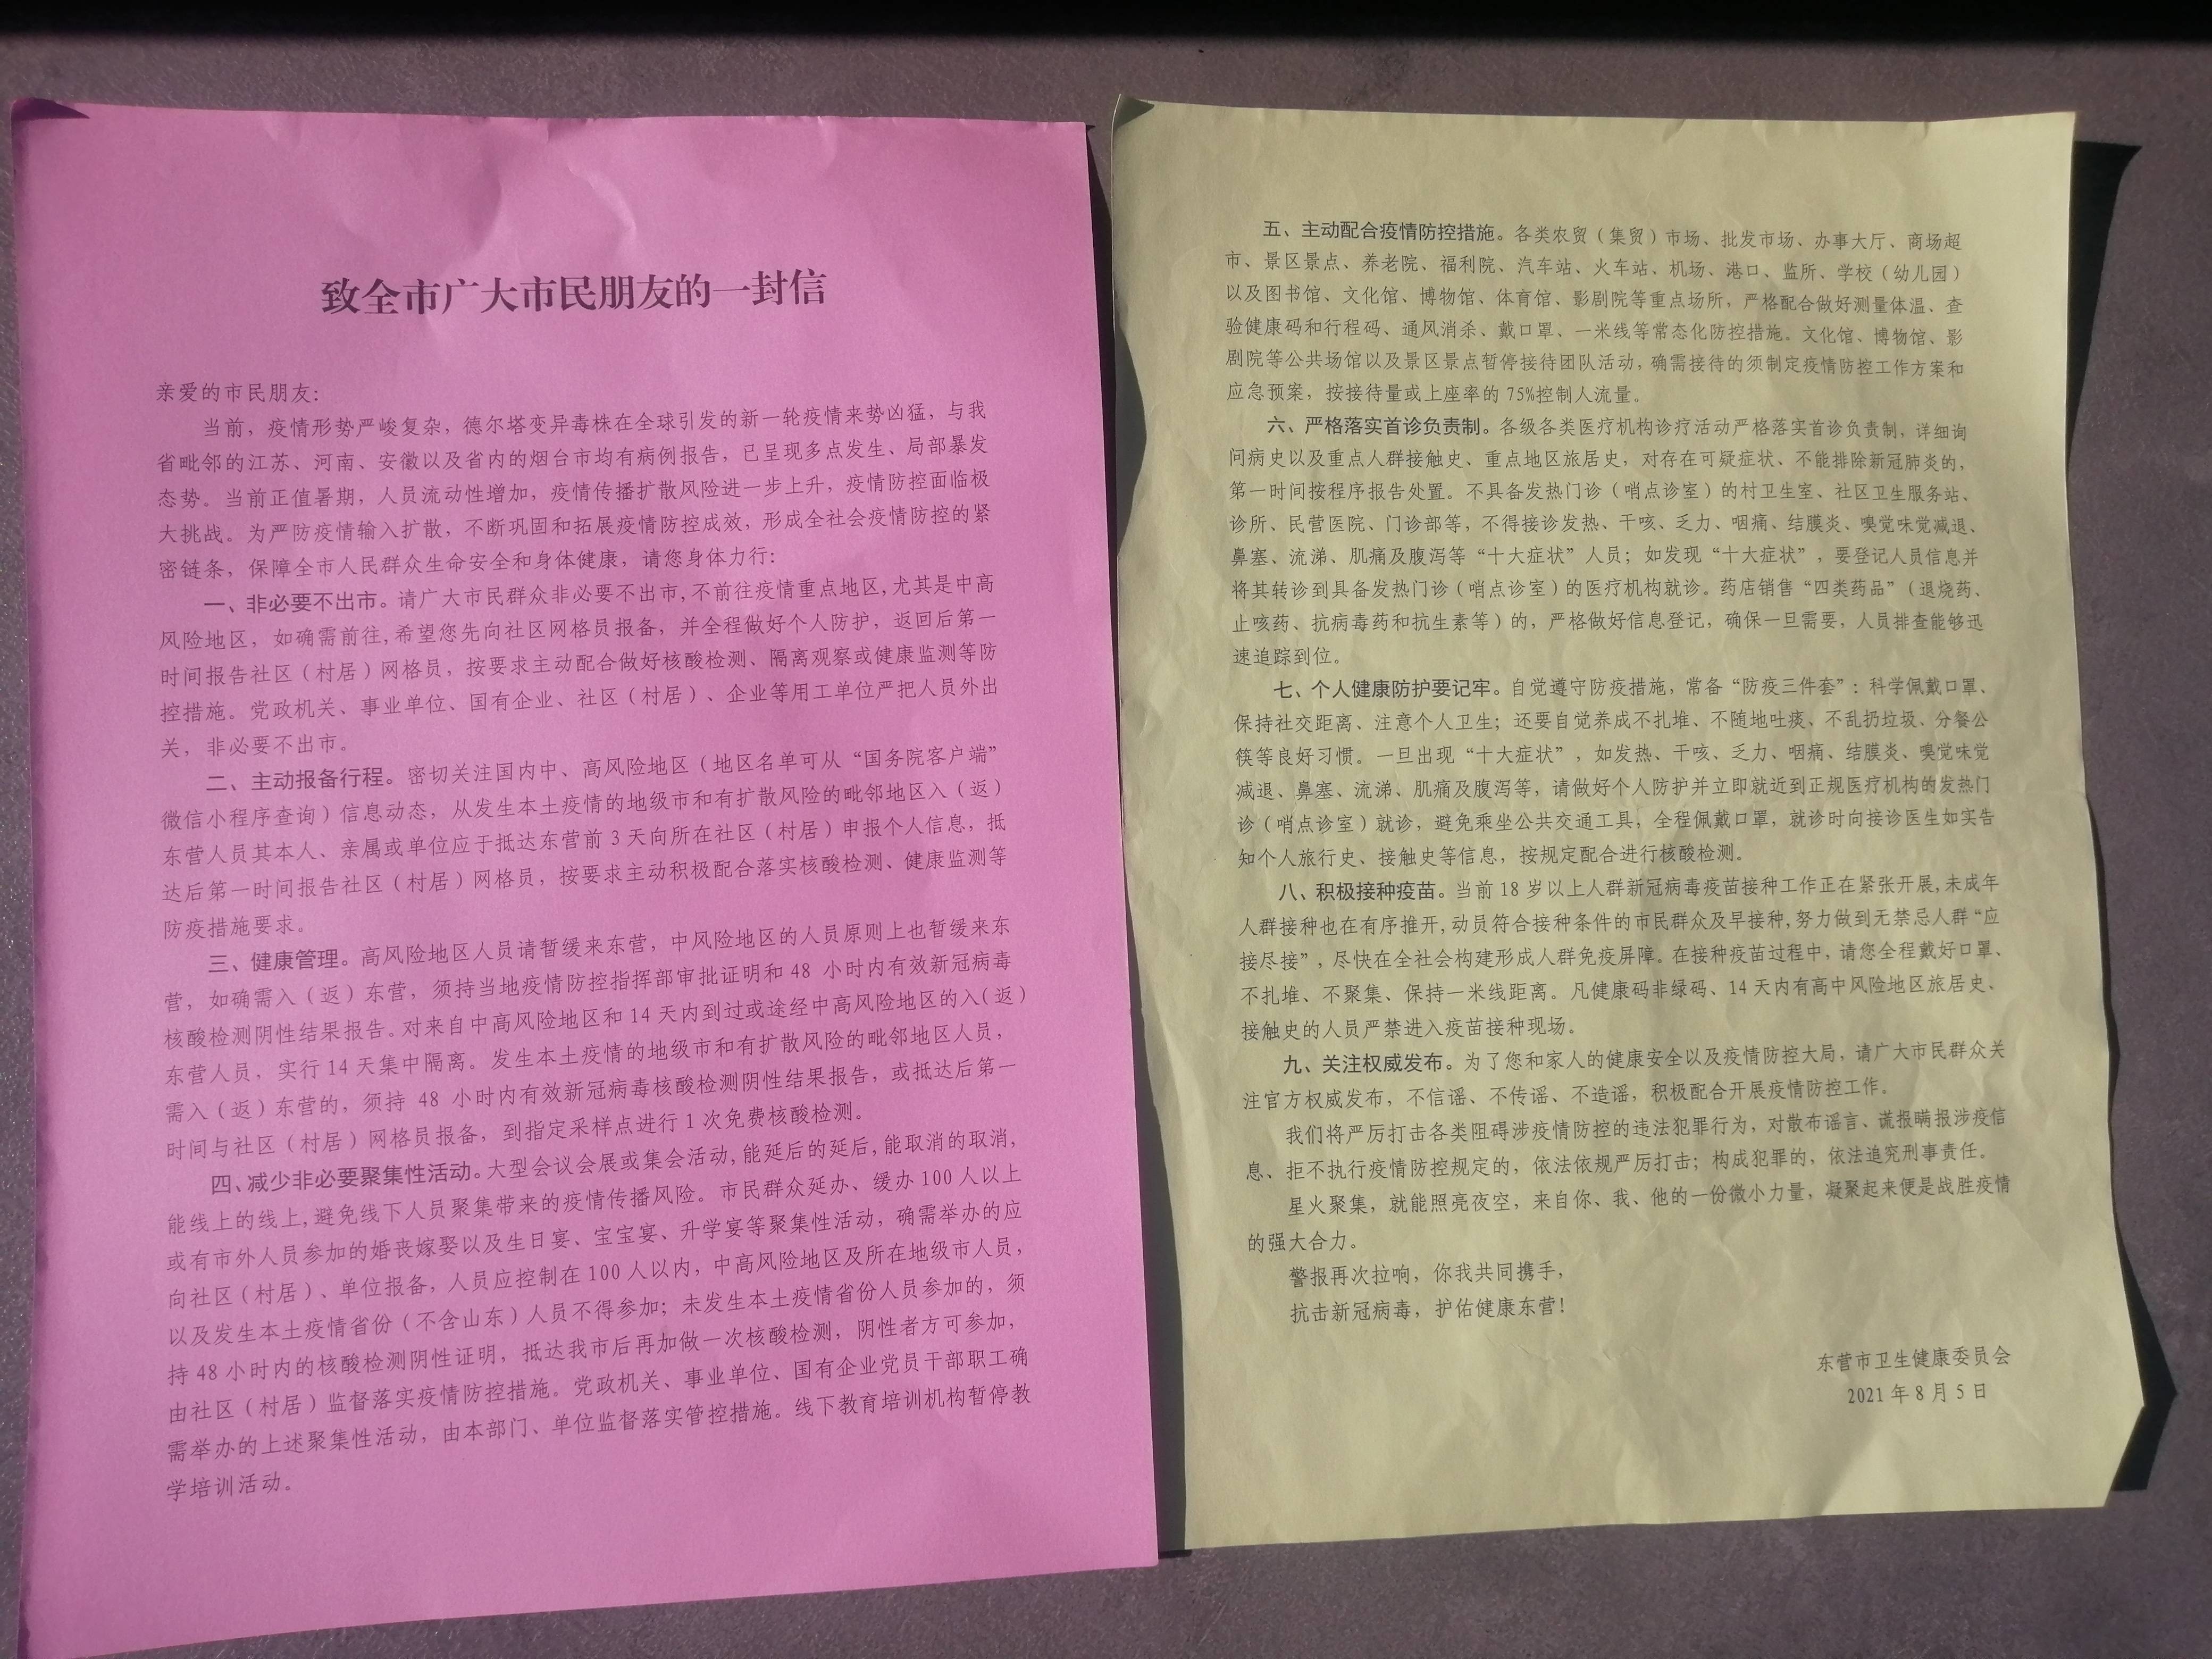 致全市广大市民朋友的一封信
亲爱的市民朋友：
当前，疫情形势严峻复杂，德尔塔变异毒株在全球引发的新一轮疫情来势凶猛，与我
省毗邻的江苏、河南、安徽以及省内的烟台市均有病例报告，已呈现多点发生、局部暴发
态势。当前正值暑期，人员流动性增加，疫情传播扩散风险进一步上升，疫情防控面临极
大挑战。为严防疫情输入扩散，不断巩固和拓展疫情防控成效，形成全社会疫情防控的紧
密链条，保障全市人民群众生命安全和身体健康，请您身体力行：
一、非必要不出市。请广大市民群众非必要不出市，不前往疫情重点地区，尤其是中高
风险地区，如确需前往，希望您先向社区网格员报备，并全程做好个人防护，返回后第一
时间报告社区（村居）网格员，按要求主动配合做好核酸检测、隔离观察或健康监测等防
控措施。党政机关、事业单位、国有企业、社区（村居）、企业等用工单位严把人员外出
关，非必要不出市。
二、主动报备行程。密切关注国内中、高风险地区（地区名单可从“国务院客户端”
微信小程序查询）信息动态，从发生本土疫情的地级市和有扩散风险的毗邻地区入（返）
东营人员其本人、亲属或单位应于抵达东营前 3 天向所在社区（村居）申报个人信息，抵
达后第一时间报告社区（村居）网格员，按要求主动积极配合落实核酸检测、健康监测等
防疫措施要求。
三、健康管理。高风险地区人员请暂缓来东营，中风险地区的人员原则上也暂缓来东
营，如确需入（返）东营，须持当地疫情防控指挥部审批证明和 48 小时内有效新冠病毒
核酸检测阴性结果报告。对来自中高风险地区和 14 天内到过或途经中高风险地区的入（返）
东营人员，实行 14 天集中隔离。发生本土疫情的地级市和有扩散风险的毗邻地区人员，
需入（返）东营的，须持 48 小时内有效新冠病毒核酸检测阴性结果报告，或抵达后第一
时间与社区（村居）网格员报备，到指定采样点进行 1 次免费核酸检测。
四、减少非必要聚集性活动。大型会议会展或集会活动，能延后的延后，能取消的取消，
能线上的线上，避免线下人员聚集带来的疫情传播风险。市民群众延办、缓办 100 人以上
或有市外人员参加的婚丧嫁娶以及生日宴、宝宝宴、升学宴等聚集性活动，确需举办的应
向社区（村居）、单位报备，人员应控制在 100 人以内，中高风险地区及所在地级市人员，
以及发生本土疫情省份（不含山东）人员不得参加；未发生本土疫情省份人员参加的，须
持 48 小时内的核酸检测阴性证明，抵达我市后再加做一次核酸检测，阴性者方可参加，
由社区（村居）监督落实疫情防控措施。党政机关、事业单位、国有企业党员干部职工确
需举办的上述聚集性活动，由本部门、单位监督落实管控措施。线下教育培训机构暂停教
学培训活动。
五、主动配合疫情防控措施。各类农贸（集贸）市场、批发市场、办事大厅、商场超
市、景区景点、养老院、福利院、汽车站、火车站、机场、港口、监所、学校（幼儿园）
以及图书馆、文化馆、博物馆、体育馆、影剧院等重点场所，严格配合做好测量体温、查
验健康码和行程码、通风消杀、戴口罩、一米线等常态化防控措施。文化馆、博物馆、影
剧院等公共场馆以及景区景点暂停接待团队活动，确需接待的须制定疫情防控工作方案和
应急预案，按接待量或上座率的 75%控制人流量。
六、严格落实首诊负责制。各级各类医疗机构诊疗活动严格落实首诊负责制，详细询
问病史以及重点人群接触史、重点地区旅居史，对存在可疑症状、不能排除新冠肺炎的，
第一时间按程序报告处置。不具备发热门诊（哨点诊室）的村卫生室、社区卫生服务站、
诊所、民营医院、门诊部等，不得接诊发热、干咳、乏力、咽痛、结膜炎、嗅觉味觉减退、
鼻塞、流涕、肌痛及腹泻等“十大症状”人员；如发现“十大症状”，要登记人员信息并
将其转诊到具备发热门诊（哨点诊室）的医疗机构就诊。药店销售“四类药品”（退烧药、
止咳药、抗病毒药和抗生素等）的，严格做好信息登记，确保一旦需要，人员排查能够迅
速追踪到位。
七、个人健康防护要记牢。自觉遵守防疫措施，常备“防疫三件套”：科学佩戴口罩、
保持社交距离、注意个人卫生；还要自觉养成不扎堆、不随地吐痰、不乱扔垃圾、分餐公
筷等良好习惯。一旦出现“十大症状”，如发热、干咳、乏力、咽痛、结膜炎、嗅觉味觉
减退、鼻塞、流涕、肌痛及腹泻等，请做好个人防护并立即就近到正规医疗机构的发热门
诊（哨点诊室）就诊，避免乘坐公共交通工具，全程佩戴口罩，就诊时向接诊医生如实告
知个人旅行史、接触史等信息，按规定配合进行核酸检测。
八、积极接种疫苗。当前 18 岁以上人群新冠病毒疫苗接种工作正在紧张开展，未成年
人群接种也在有序推开，动员符合接种条件的市民群众及早接种，努力做到无禁忌人群“应
接尽接”，尽快在全社会构建形成人群免疫屏障。在接种疫苗过程中，请您全程戴好口罩、
不扎堆、不聚集、保持一米线距离。凡健康码非绿码、14 天内有高中风险地区旅居史、
接触史的人员严禁进入疫苗接种现场。
九、关注权威发布。为了您和家人的健康安全以及疫情防控大局，请广大市民群众关
注官方权威发布，不信谣、不传谣、不造谣，积极配合开展疫情防控工作。
我们将严厉打击各类阻碍涉疫情防控的违法犯罪行为，对散布谣言、谎报瞒报涉疫信
息、拒不执行疫情防控规定的，依法依规严厉打击；构成犯罪的，依法追究刑事责任。
星火聚集，就能照亮夜空，来自你、我、他的一份微小力量，凝聚起来便是战胜疫情
的强大合力。
警报再次拉响，你我共同携手，
抗击新冠病毒，护佑健康东营！
东营市卫生健康委员会
2021 年 8 月 5 日